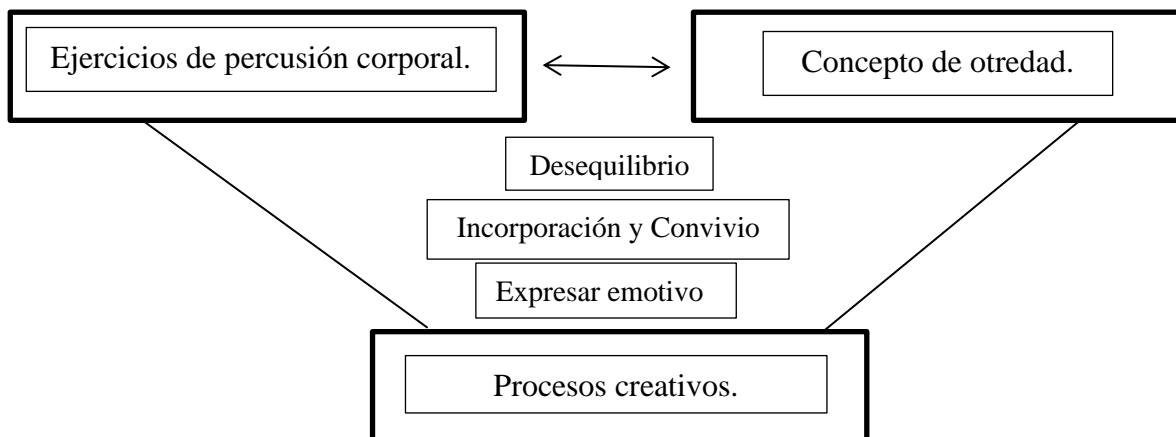 Ejercicios de percusión corporal.
Concepto de otredad.
Desequilibrio
Incorporación y Convivio
Expresar emotivo
Procesos creativos.